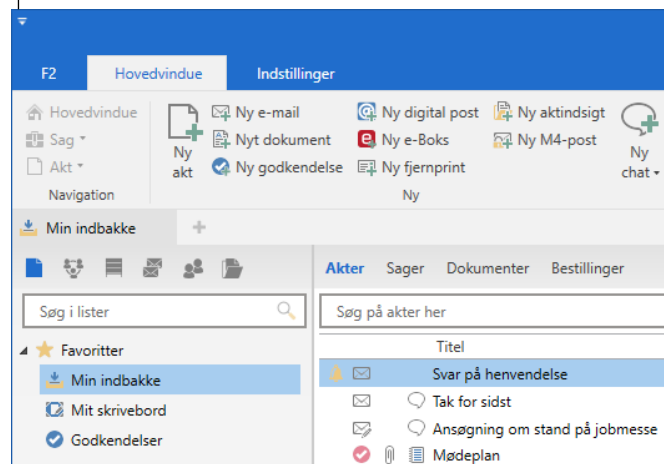 F2 Hovedvindue Indstillinger
Hovedvindue Ny e-mail Ny digital post Ny aktindsigt
Sag Nyt dokument Ny e-Boks Ny M4-post
Akt Ny akt Ny godkendelse Ny fjernprint Ny chat
Navigation Ny
Min indbakke
Akter Sager Dokumenter Bestillinger
Søg i lister Søg på akter her
Favoritter Titel
Min indbakke Svar på henvendelse
Mit skrivebord Tak for sidst
Godkendelser Ansøgning om stand på jobmesse
Mødeplan